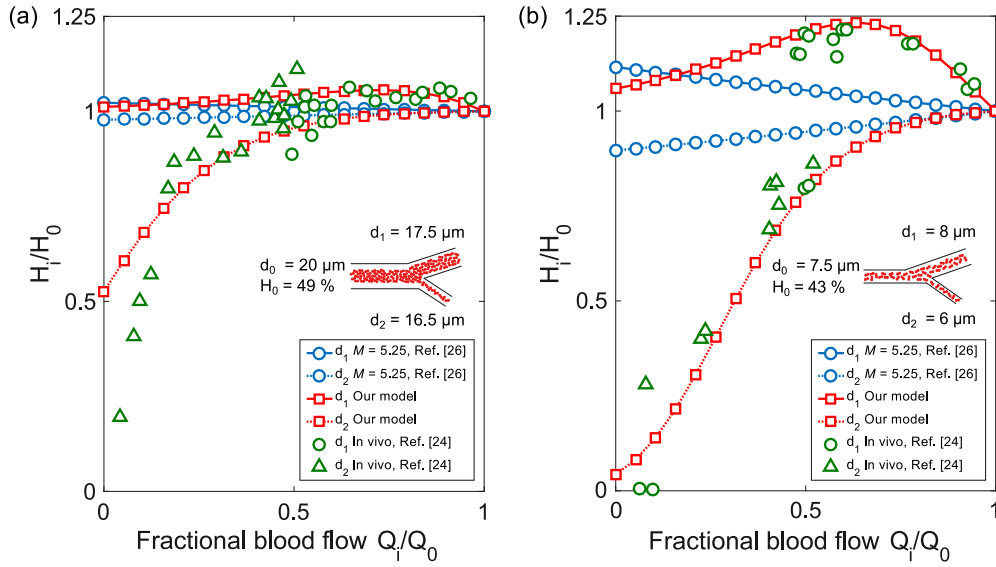 (a)
1.25
1
0.5
0
H_i/H_0
d_1 = 17.5 µm
d_0 = 20 µm
H_0 = 49 %
d_2 = 16.5 µm
d_1 M = 5.25, Ref. [26]
d_2 M = 5.25, Ref. [26]
d_1 Our model
d_2 Our model
d_1 In vivo, Ref. [24]
d_2 In vivo, Ref. [24]
0 0.5 1
Fractional blood flow Q_i/Q_0
(b)
1.25
1
0.5
0
H_i/H_0
d_1 = 8 µm
d_0 = 7.5 µm
H_0 = 43 %
d_2 = 6 µm
d_1 M = 5.25, Ref. [26]
d_2 M = 5.25, Ref. [26]
d_1 Our model
d_2 Our model
d_1 In vivo, Ref. [24]
d_2 In vivo, Ref. [24]
0 0.5 1
Fractional blood flow Q_i/Q_0